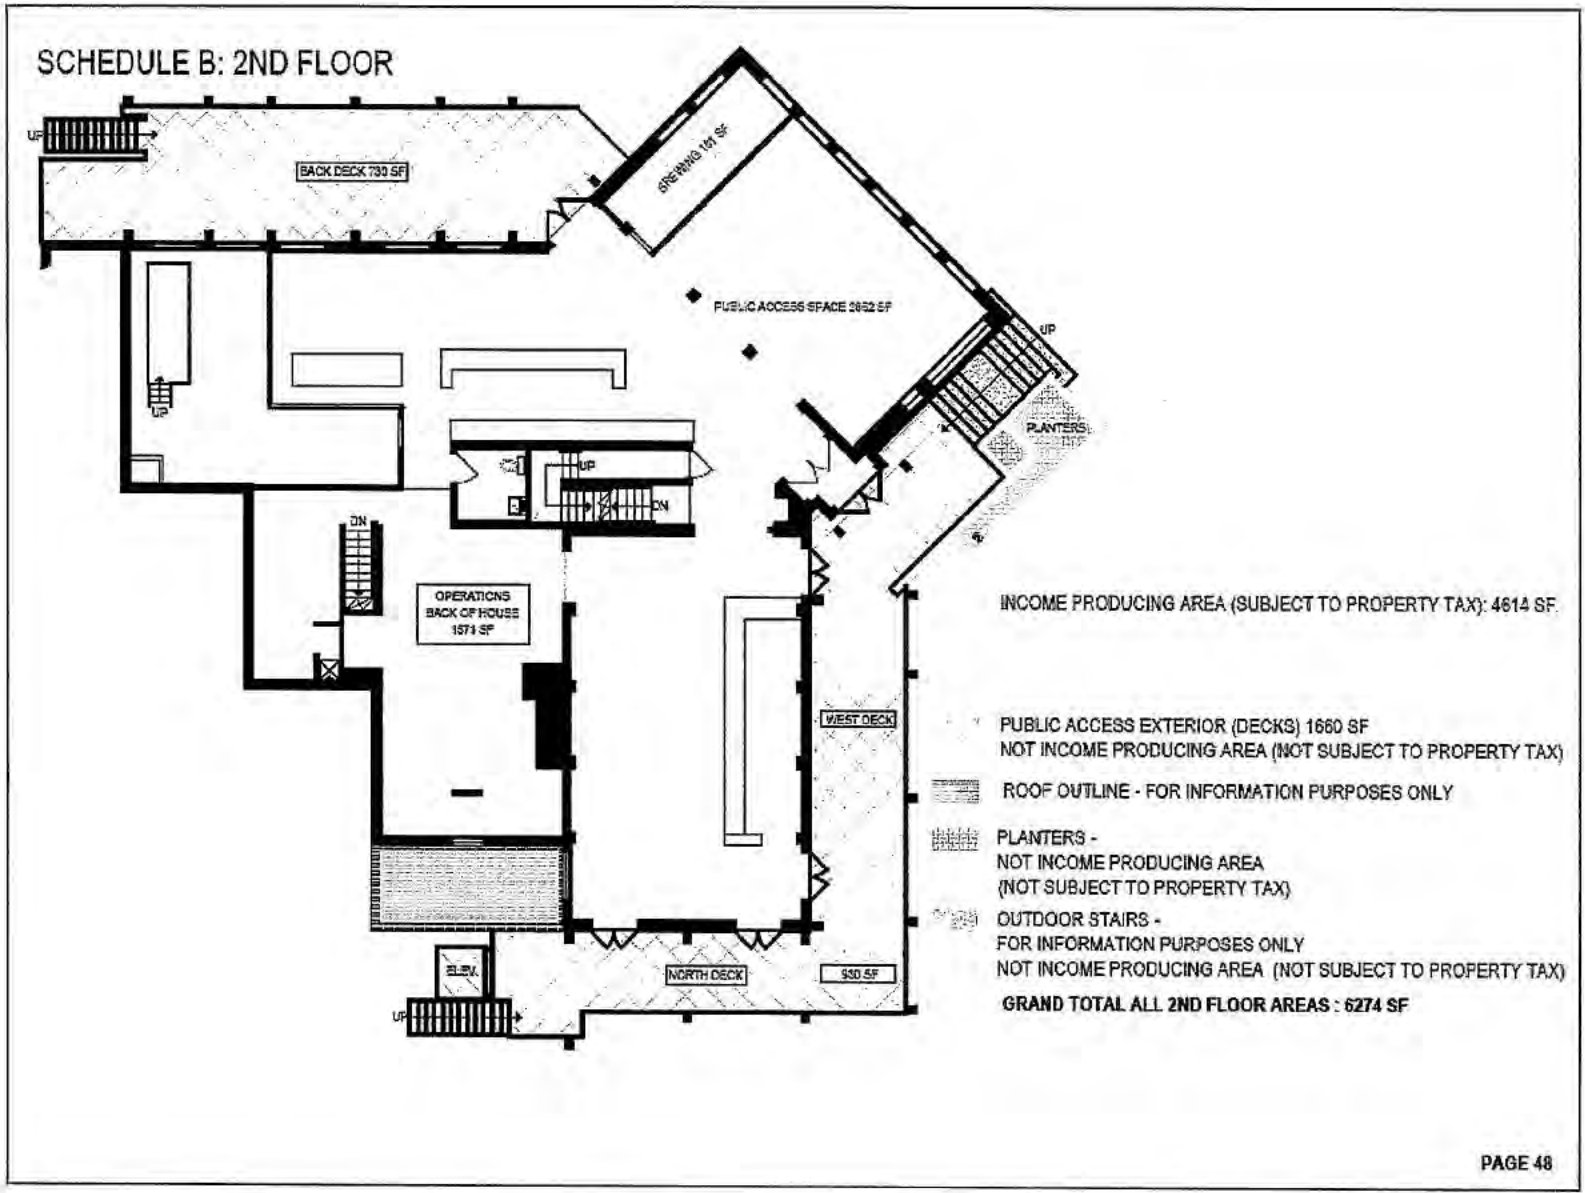 SCHEDULE B: 2ND FLOOR
UP
BACK DECK 730 SF
BREWING 181 SF
PUBLIC ACCESS SPACE 2862 SF
UP
UP
PLANTERS
UP
DN
DN
OPERATIONS
BACK OF HOUSE
1571 SF
INCOME PRODUCING AREA (SUBJECT TO PROPERTY TAX): 4614 SF.
WEST DECK
PUBLIC ACCESS EXTERIOR (DECKS) 1660 SF
NOT INCOME PRODUCING AREA (NOT SUBJECT TO PROPERTY TAX)
ROOF OUTLINE - FOR INFORMATION PURPOSES ONLY
PLANTERS -
NOT INCOME PRODUCING AREA
(NOT SUBJECT TO PROPERTY TAX)
OUTDOOR STAIRS -
FOR INFORMATION PURPOSES ONLY
NOT INCOME PRODUCING AREA (NOT SUBJECT TO PROPERTY TAX)
ELEV.
NORTH DECK
930 SF
GRAND TOTAL ALL 2ND FLOOR AREAS : 6274 SF
UP
PAGE 48